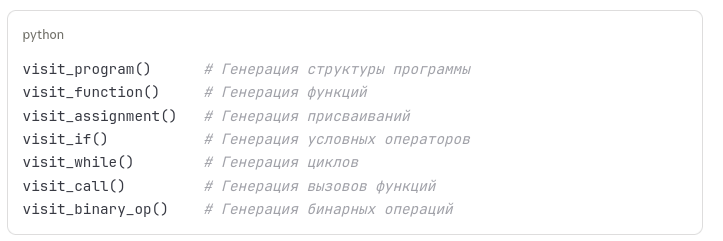 python
visit_program()      # Генерация структуры программы
visit_function()     # Генерация функций
visit_assignment()   # Генерация присваиваний
visit_if()           # Генерация условных операторов
visit_while()        # Генерация циклов
visit_call()         # Генерация вызовов функций
visit_binary_op()    # Генерация бинарных операций